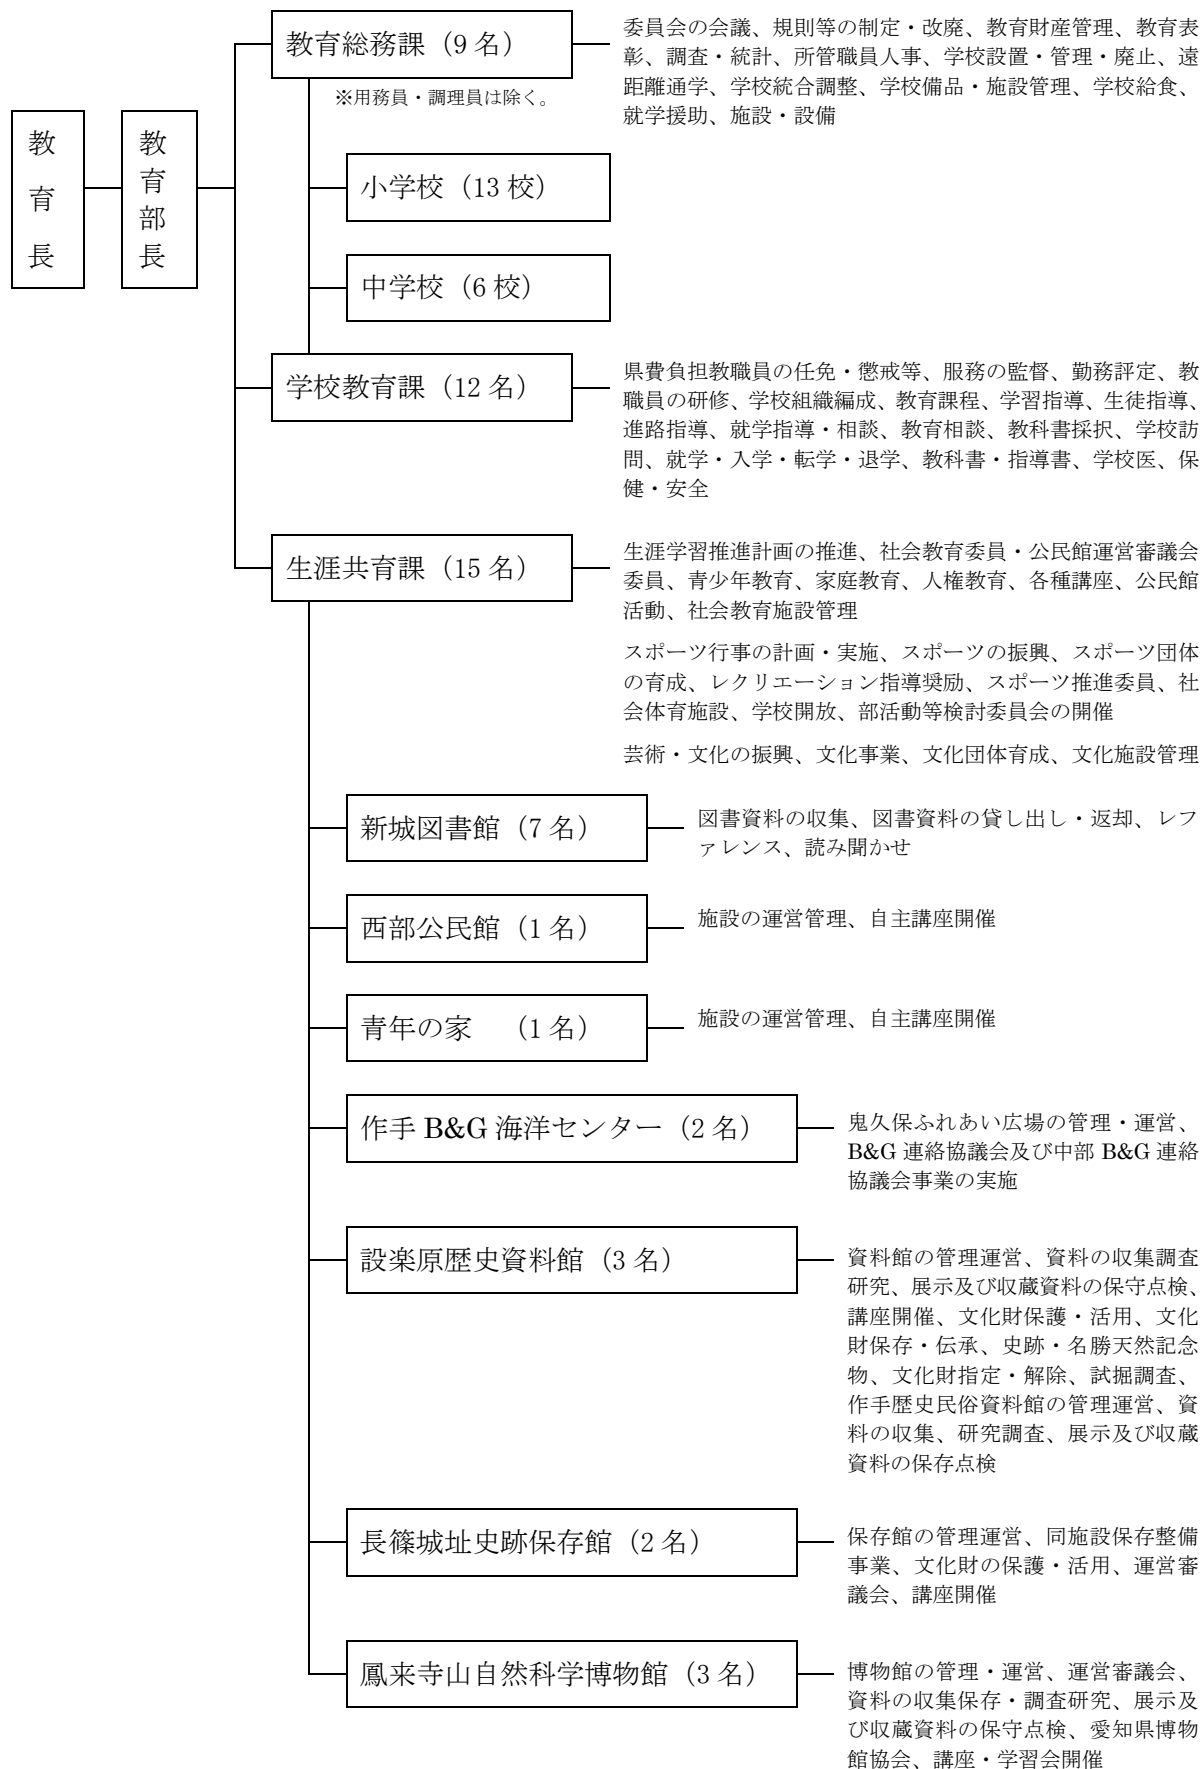 教育長
教育部長
教育総務課（9 名）
※用務員・調理員は除く。
委員会の会議、規則等の制定・改廃、教育財産管理、教育表
彰、調査・統計、所管職員人事、学校設置・管理・廃止、遠
距離通学、学校統合調整、学校備品・施設管理、学校給食、
就学援助、施設・設備
小学校（13 校）
中学校（6 校）
学校教育課（12 名）
県費負担教職員の任免・懲戒等、服務の監督、勤務評定、教
職員の研修、学校組織編成、教育課程、学習指導、生徒指導、
進路指導、就学指導・相談、教育相談、教科書採択、学校訪
問、就学・入学・転学・退学、教科書・指導書、学校医、保
健・安全
生涯共育課（15 名）
生涯学習推進計画の推進、社会教育委員・公民館運営審議会
委員、青少年教育、家庭教育、人権教育、各種講座、公民館
活動、社会教育施設管理
スポーツ行事の計画・実施、スポーツの振興、スポーツ団体
の育成、レクリエーション指導奨励、スポーツ推進委員、社
会体育施設、学校開放、部活動等検討委員会の開催
芸術・文化の振興、文化事業、文化団体育成、文化施設管理
新城図書館（7 名）
図書資料の収集、図書資料の貸し出し・返却、レフ
ァレンス、読み聞かせ
西部公民館（1 名）
施設の運営管理、自主講座開催
青年の家　（1 名）
施設の運営管理、自主講座開催
作手 B&G 海洋センター（2 名）
鬼久保ふれあい広場の管理・運営、
B&G 連絡協議会及び中部 B&G 連絡
協議会事業の実施
設楽原歴史資料館（3 名）
資料館の管理運営、資料の収集調査
研究、展示及び収蔵資料の保守点検、
講座開催、文化財保護・活用、文化
財保存・伝承、史跡・名勝天然記念
物、文化財指定・解除、試掘調査、
作手歴史民俗資料館の管理運営、資
料の収集、研究調査、展示及び収蔵
資料の保存点検
長篠城址史跡保存館（2 名）
保存館の管理運営、同施設保存整備
事業、文化財の保護・活用、運営審
議会、講座開催
鳳来寺山自然科学博物館（3 名）
博物館の管理・運営、運営審議会、
資料の収集保存・調査研究、展示及
び収蔵資料の保守点検、愛知県博物
館協会、講座・学習会開催